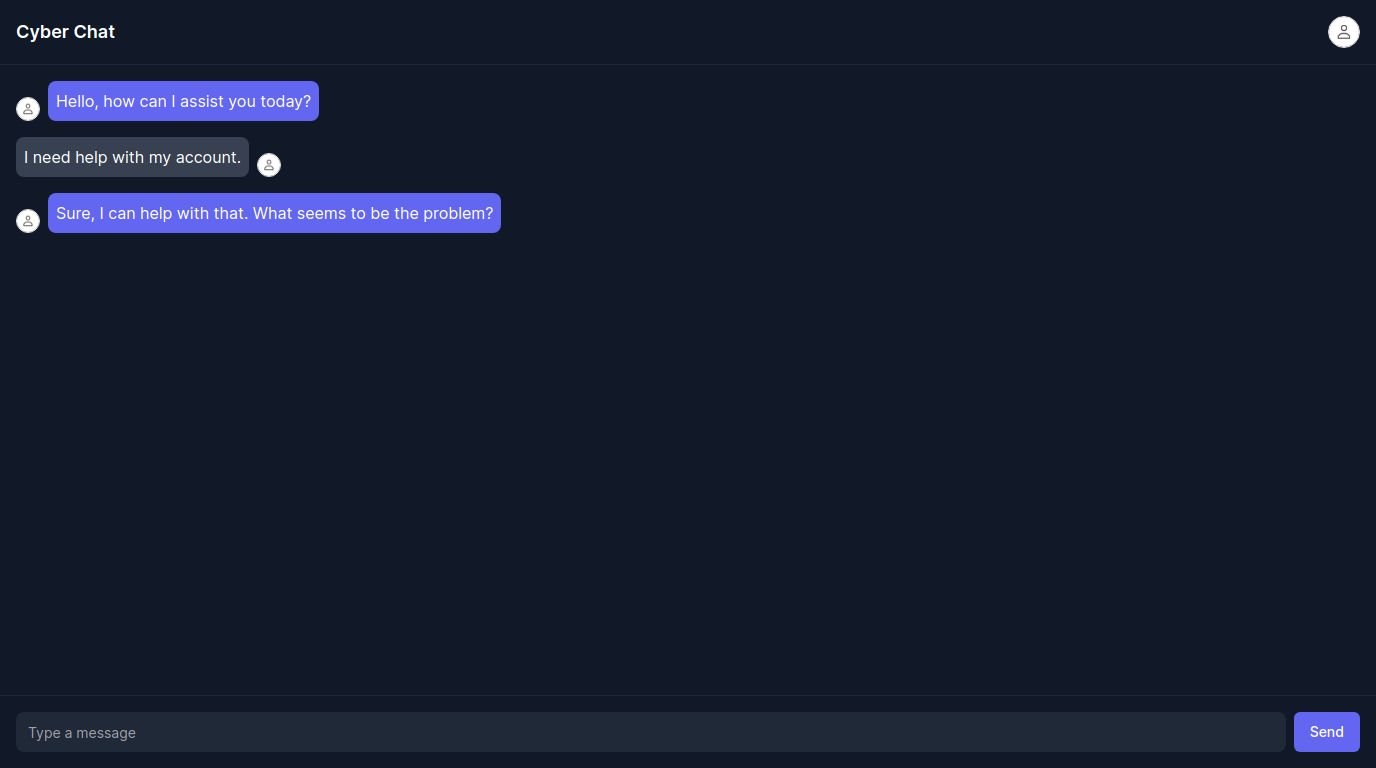 Cyber Chat
Hello, how can I assist you today?
I need help with my account.
Sure, I can help with that. What seems to be the problem?
Type a message
Send